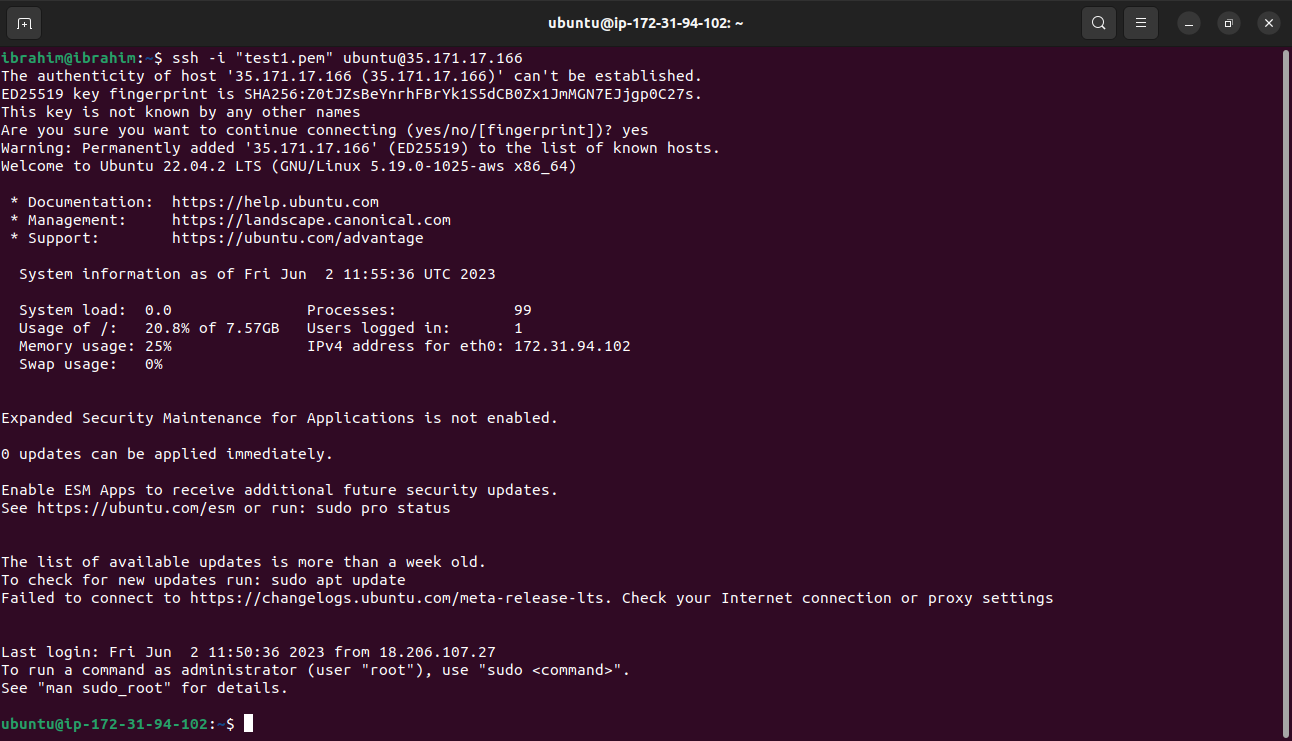 ubuntu@ip-172-31-94-102: ~
ibrahim@ibrahim:~$ ssh -i "test1.pem" ubuntu@35.171.17.166
The authenticity of host '35.171.17.166 (35.171.17.166)' can't be established.
ED25519 key fingerprint is SHA256:Z0tJZsBeYnrhFBrYk1S5dCB0Zx1JmMGN7EJjgp0C27s.
This key is not known by any other names
Are you sure you want to continue connecting (yes/no/[fingerprint])? yes
Warning: Permanently added '35.171.17.166' (ED25519) to the list of known hosts.
Welcome to Ubuntu 22.04.2 LTS (GNU/Linux 5.19.0-1025-aws x86_64)

 * Documentation:  https://help.ubuntu.com
 * Management:     https://landscape.canonical.com
 * Support:        https://ubuntu.com/advantage

  System information as of Fri Jun  2 11:55:36 UTC 2023

  System load:  0.0               Processes:             99
  Usage of /:   20.8% of 7.57GB   Users logged in:       1
  Memory usage: 25%               IPv4 address for eth0: 172.31.94.102
  Swap usage:   0%

Expanded Security Maintenance for Applications is not enabled.

0 updates can be applied immediately.

Enable ESM Apps to receive additional future security updates.
See https://ubuntu.com/esm or run: sudo pro status

The list of available updates is more than a week old.
To check for new updates run: sudo apt update
Failed to connect to https://changelogs.ubuntu.com/meta-release-lts. Check your Internet connection or proxy settings

Last login: Fri Jun  2 11:50:36 2023 from 18.206.107.27
To run a command as administrator (user "root"), use "sudo <command>".
See "man sudo_root" for details.

ubuntu@ip-172-31-94-102:~$